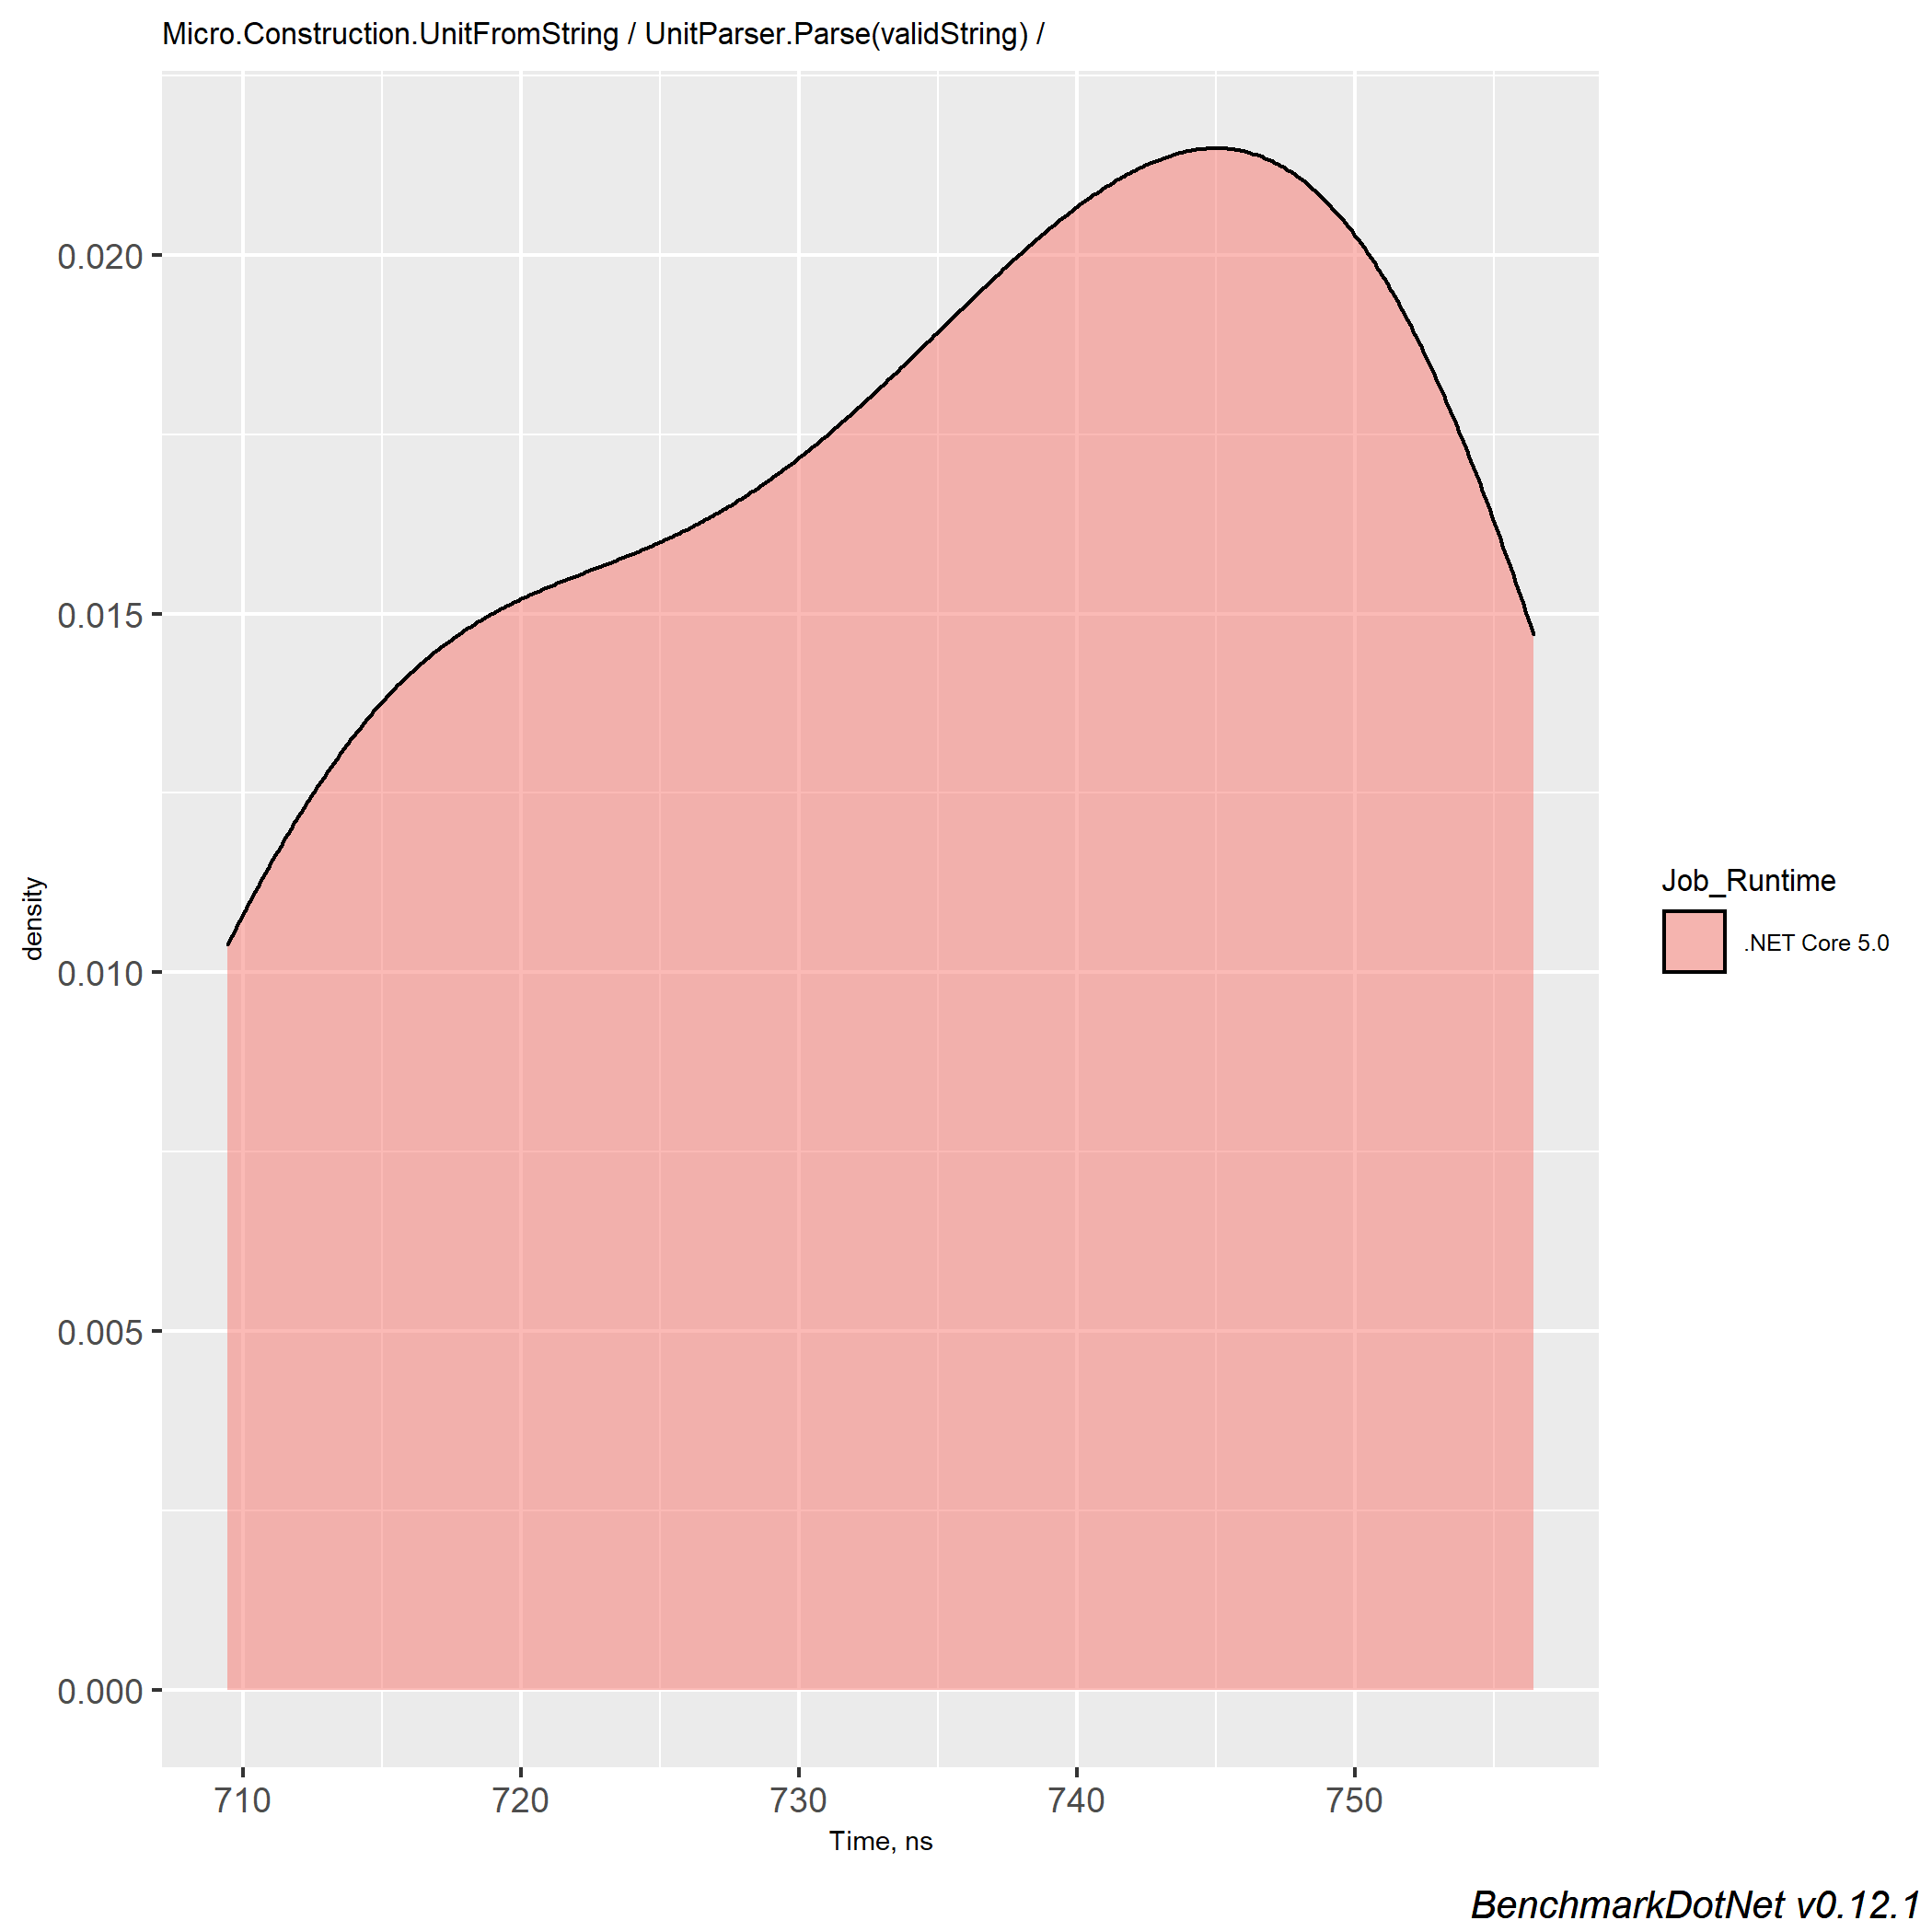 Micro.Construction.UnitFromString / UnitParser.Parse(validString) /
0.020
0.015
0.010
0.005
0.000
density
710 720 730 740 750
Time, ns
Job_Runtime
.NET Core 5.0
BenchmarkDotNet v0.12.1